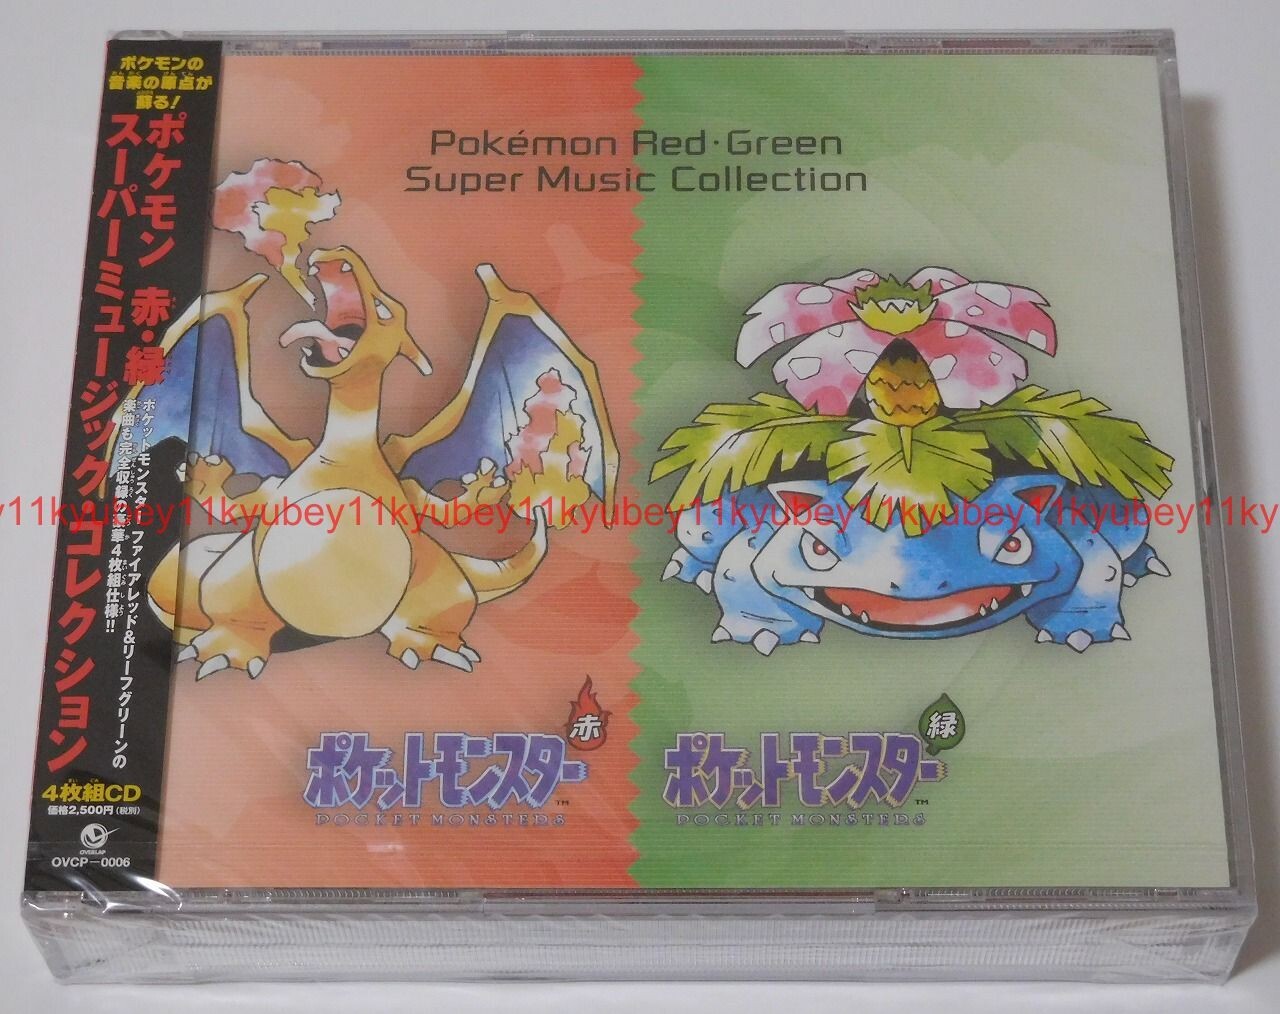 ポケモンの
音楽の原点が
蘇る!
ポケモン 赤・緑
スーパーミュージックコレクション
ポケットモンスター ファイアレッド&リーフグリーンの
楽曲も完全収録の豪華4枚組仕様!!
4枚組CD
価格2,500円(税別)
OVERLAP
OVCP-0006
Pokémon Red·Green
Super Music Collection
y11kyubey11kyubey11kyubey11kyubey11kyubey11kyubey11ky
赤
ポケットモンスター™
POCKET MONSTERS
緑
ポケットモンスター™
POCKET MONSTERS